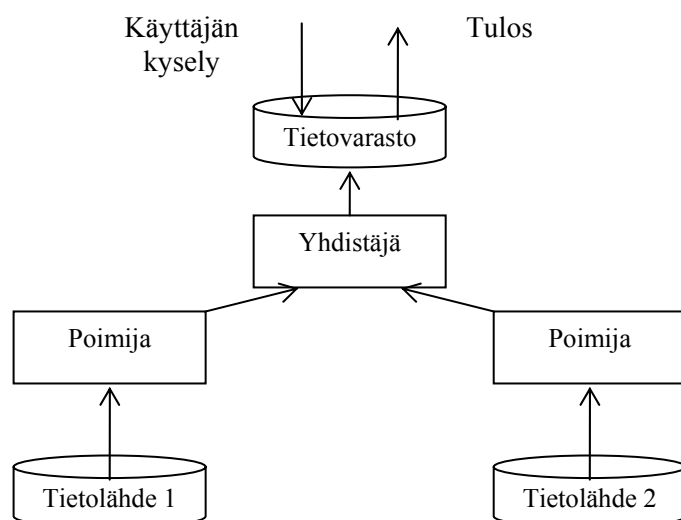 Käyttäjän
kysely
Tulos
Tietovarasto
Yhdistäjä
Poimija
Poimija
Tietolähde 1
Tietolähde 2